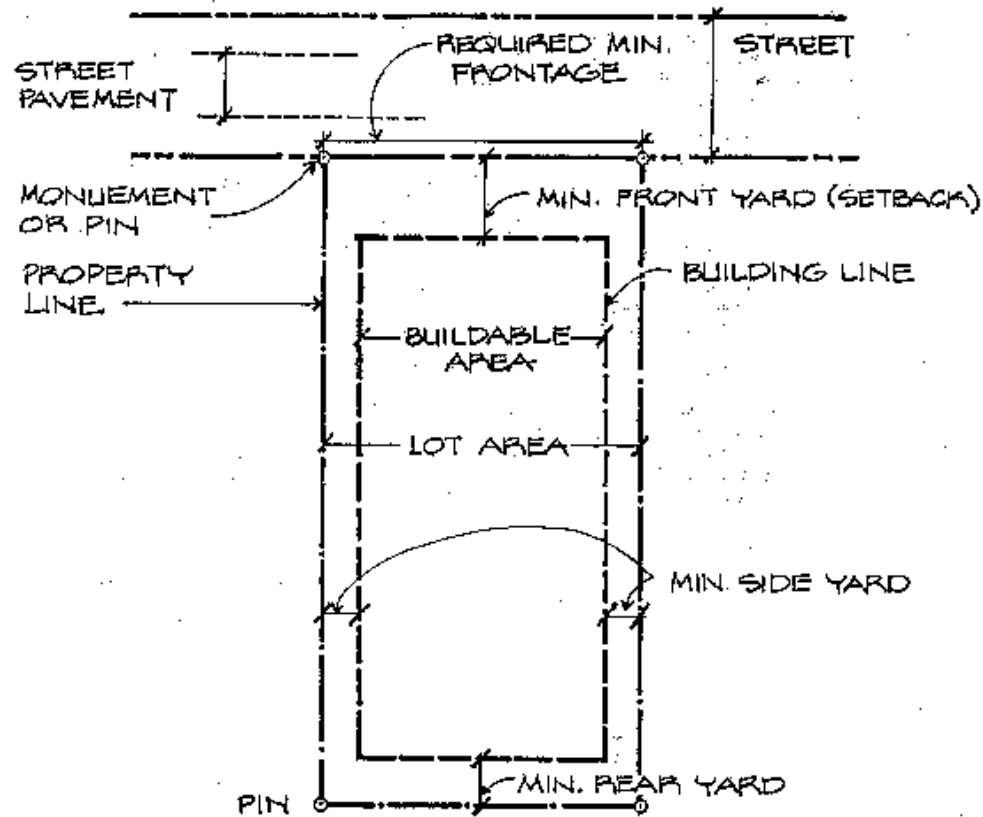 REQUIRED MIN.
FRONTAGE
STREET
STREET
PAVEMENT
MONUEMENT
OR PIN
MIN. FRONT YARD (SETBACK)
PROPERTY
LINE
BUILDING LINE
BUILDABLE
AREA
LOT AREA
MIN. SIDE YARD
MIN. REAR YARD
PIN